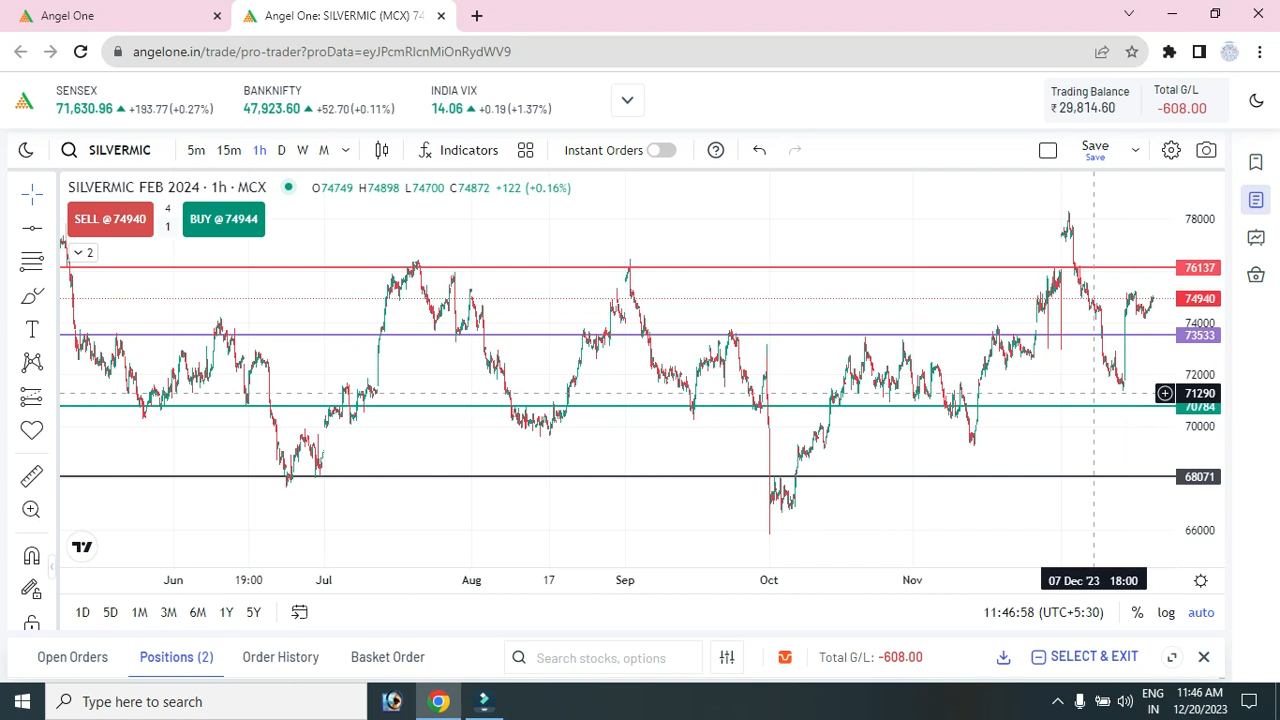 Angel One
Angel One: SILVERMIC (MCX) 74
angelone.in/trade/pro-trader?proData=eyJPcmRlcnMiOnRydWV9
SENSEX
71,630.96 +193.77(+0.27%)
BANKNIFTY
47,923.60 +52.70(+0.11%)
INDIA VIX
14.06 +0.19(+1.37%)
Trading Balance
₹ 29,814.60
Total G/L
-608.00
SILVERMIC
5m 15m 1h D W M
Indicators
Instant Orders
Save
Save
SILVERMIC FEB 2024 · 1h · MCX
O74749 H74898 L74700 C74872 +122 (+0.16%)
SELL @ 74940
4
1
BUY @ 74944
2
78000
76137
74940
74000
73533
72000
71290
70784
70000
68071
66000
Jun 19:00 Jul Aug 17 Sep Oct Nov
07 Dec '23 18:00
1D 5D 1M 3M 6M 1Y 5Y
11:46:58 (UTC+5:30)
% log auto
Open Orders
Positions (2)
Order History
Basket Order
Search stocks, options
Total G/L: -608.00
SELECT & EXIT
Type here to search
ENG
IN
11:46 AM
12/20/2023